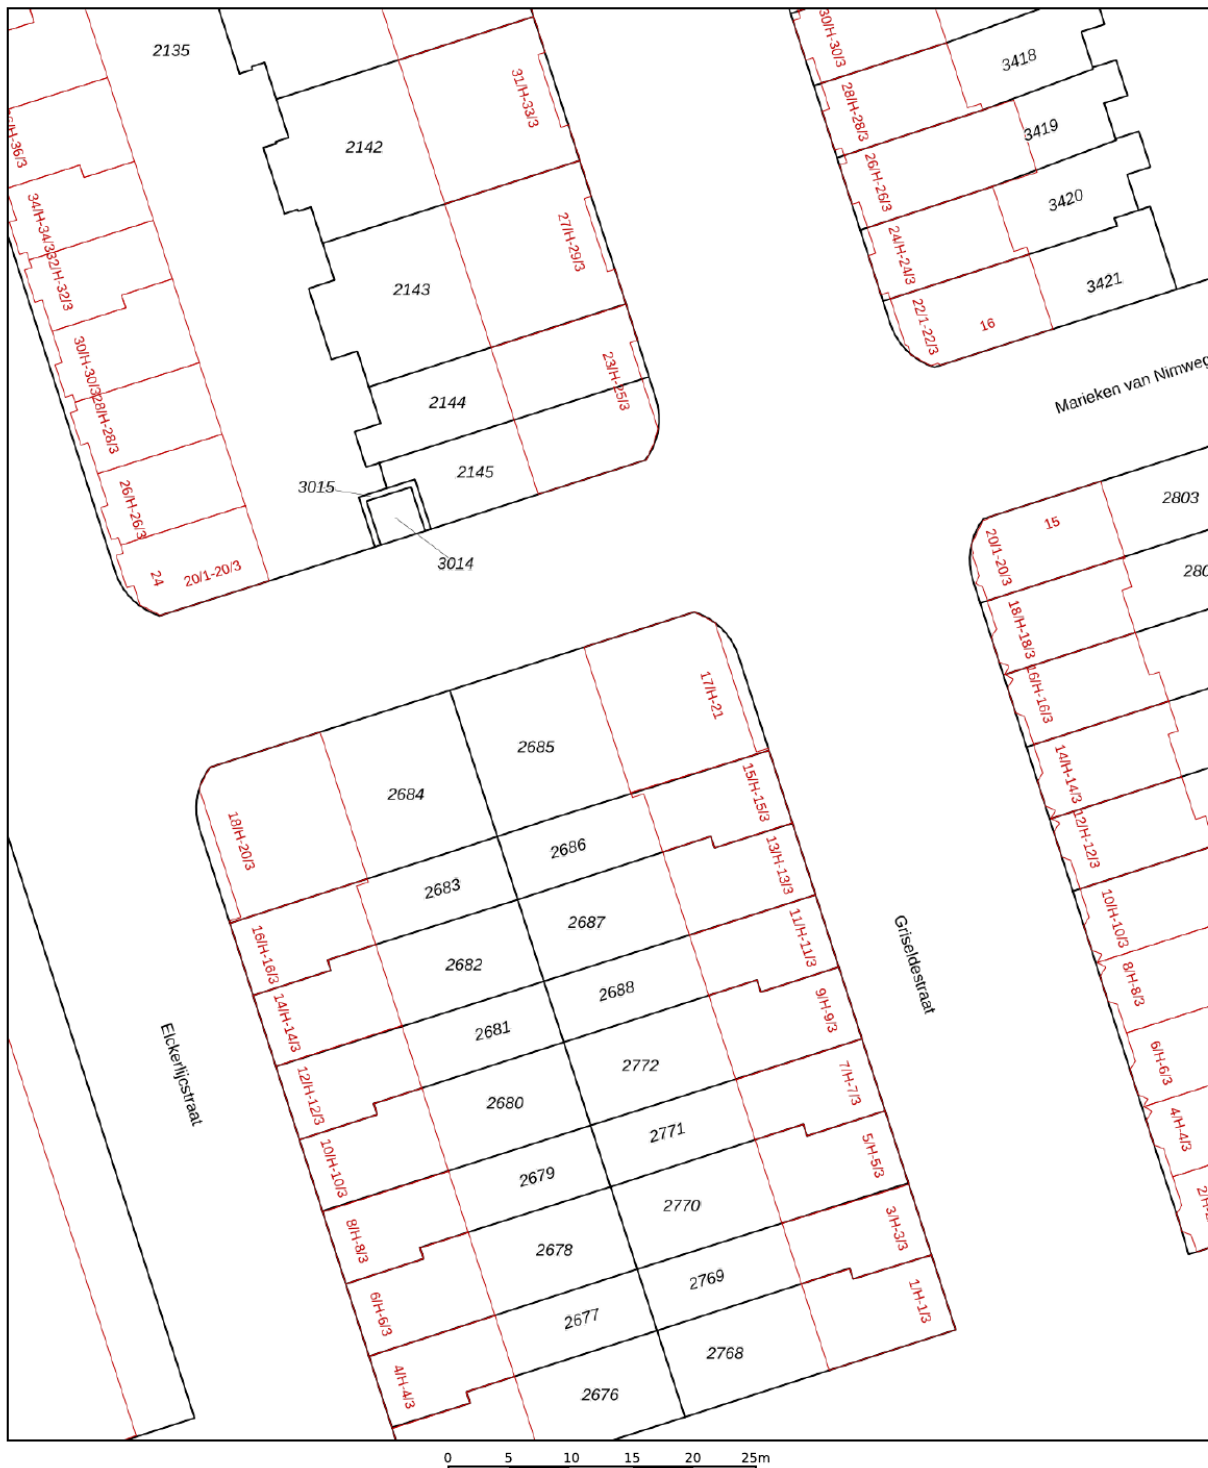 2135
31/H-33/3
30/H-30/3
3418
28/H-28/3
3419
2142
26/H-26/3
3420
34/H-34/3
27/H-29/3
24/H-24/3
32/H-32/3
2143
3421
22/1-22/3
16
30/H-30/3
23/H-25/3
Marieken van Nimweg
28/H-28/3
2144
2145
3015
2803
26/H-26/3
15
20/1-20/3
3014
24
20/1-20/3
18/H-18/3
17/H-21
16/H-16/3
2685
14/H-14/3
2684
15/H-15/3
18/H-20/3
12/H-12/3
2686
13/H-13/3
2683
10/H-10/3
2687
11/H-11/3
16/H-16/3
2682
Griseldestraat
8/H-8/3
2688
9/H-9/3
14/H-14/3
2681
6/H-6/3
2772
7/H-7/3
Elckerlijcstraat
12/H-12/3
2680
4/H-4/3
2771
5/H-5/3
10/H-10/3
2679
2770
3/H-3/3
8/H-8/3
2678
2769
1/H-1/3
6/H-6/3
2677
2768
4/H-4/3
2676
0 5 10 15 20 25m